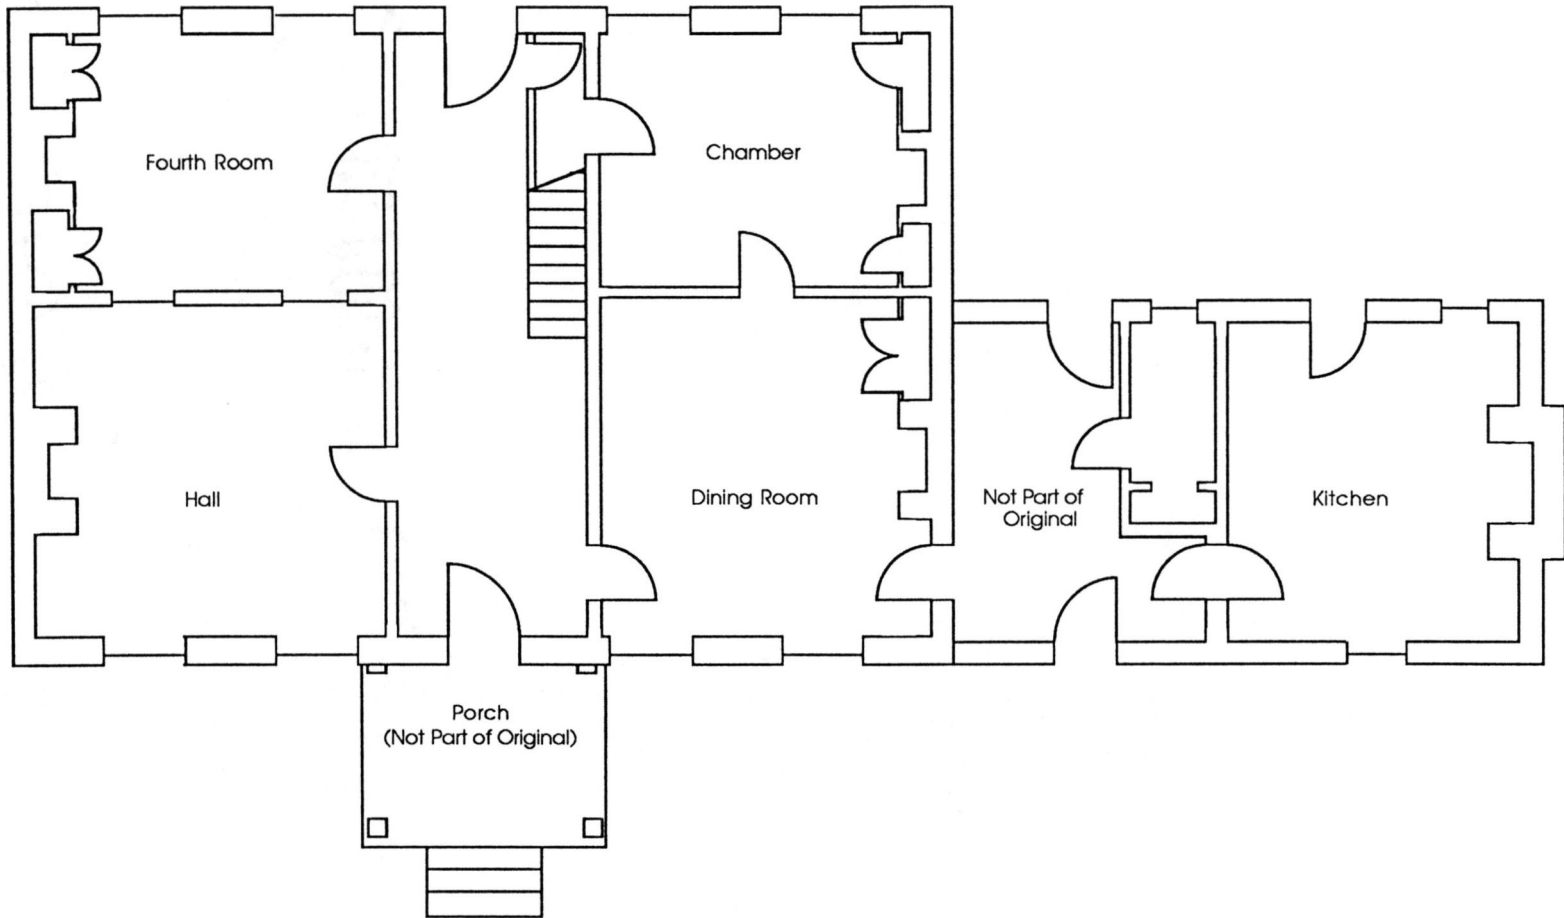 Fourth Room
Chamber
Hall
Dining Room
Not Part of
Original
Kitchen
Porch
(Not Part of Original)